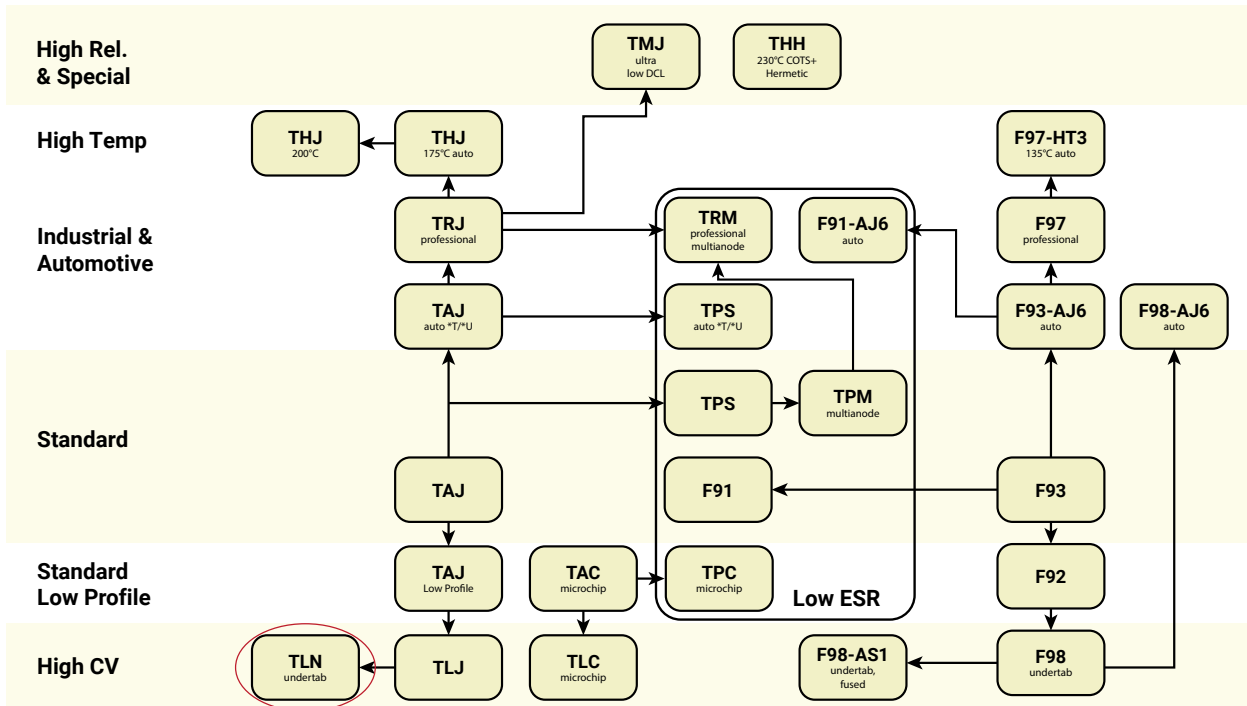 High Rel.
& Special
TMJ
ultra
low DCL
THH
230°C COTS+
Hermetic
High Temp
THJ
200°C
THJ
175°C auto
F97-HT3
135°C auto
Industrial &
Automotive
TRJ
professional
TRM
professional
multianode
F91-AJ6
auto
F97
professional
TAJ
auto *T/*U
TPS
auto *T/*U
F93-AJ6
auto
F98-AJ6
auto
Standard
TPS
TPM
multianode
TAJ
F91
F93
Standard
Low Profile
TAJ
Low Profile
TAC
microchip
TPC
microchip
Low ESR
F92
High CV
TLN
undertab
TLJ
TLC
microchip
F98-AS1
undertab,
fused
F98
undertab